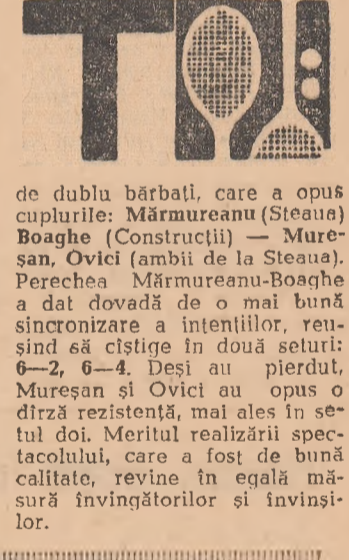 de dublu bărbați, care a opus
cuplurile: Mărmureanu (Steaua)
Boaghe (Construcții) — Mure-
șan, Ovici (ambii de la Steaua).
Perechea Mărmureanu-Boaghe
a dat dovadă de o mai bună
sincronizare a intențiilor, reu-
șind să cîștige în două seturi:
6—2, 6—4. Deși au pierdut,
Mureșan și Ovici au opus o
dîrză rezistență, mai ales în se-
tul doi. Meritul realizării spec-
tacolului, care a fost de bună
calitate, revine în egală mă-
sură învingătorilor și învinși-
lor.